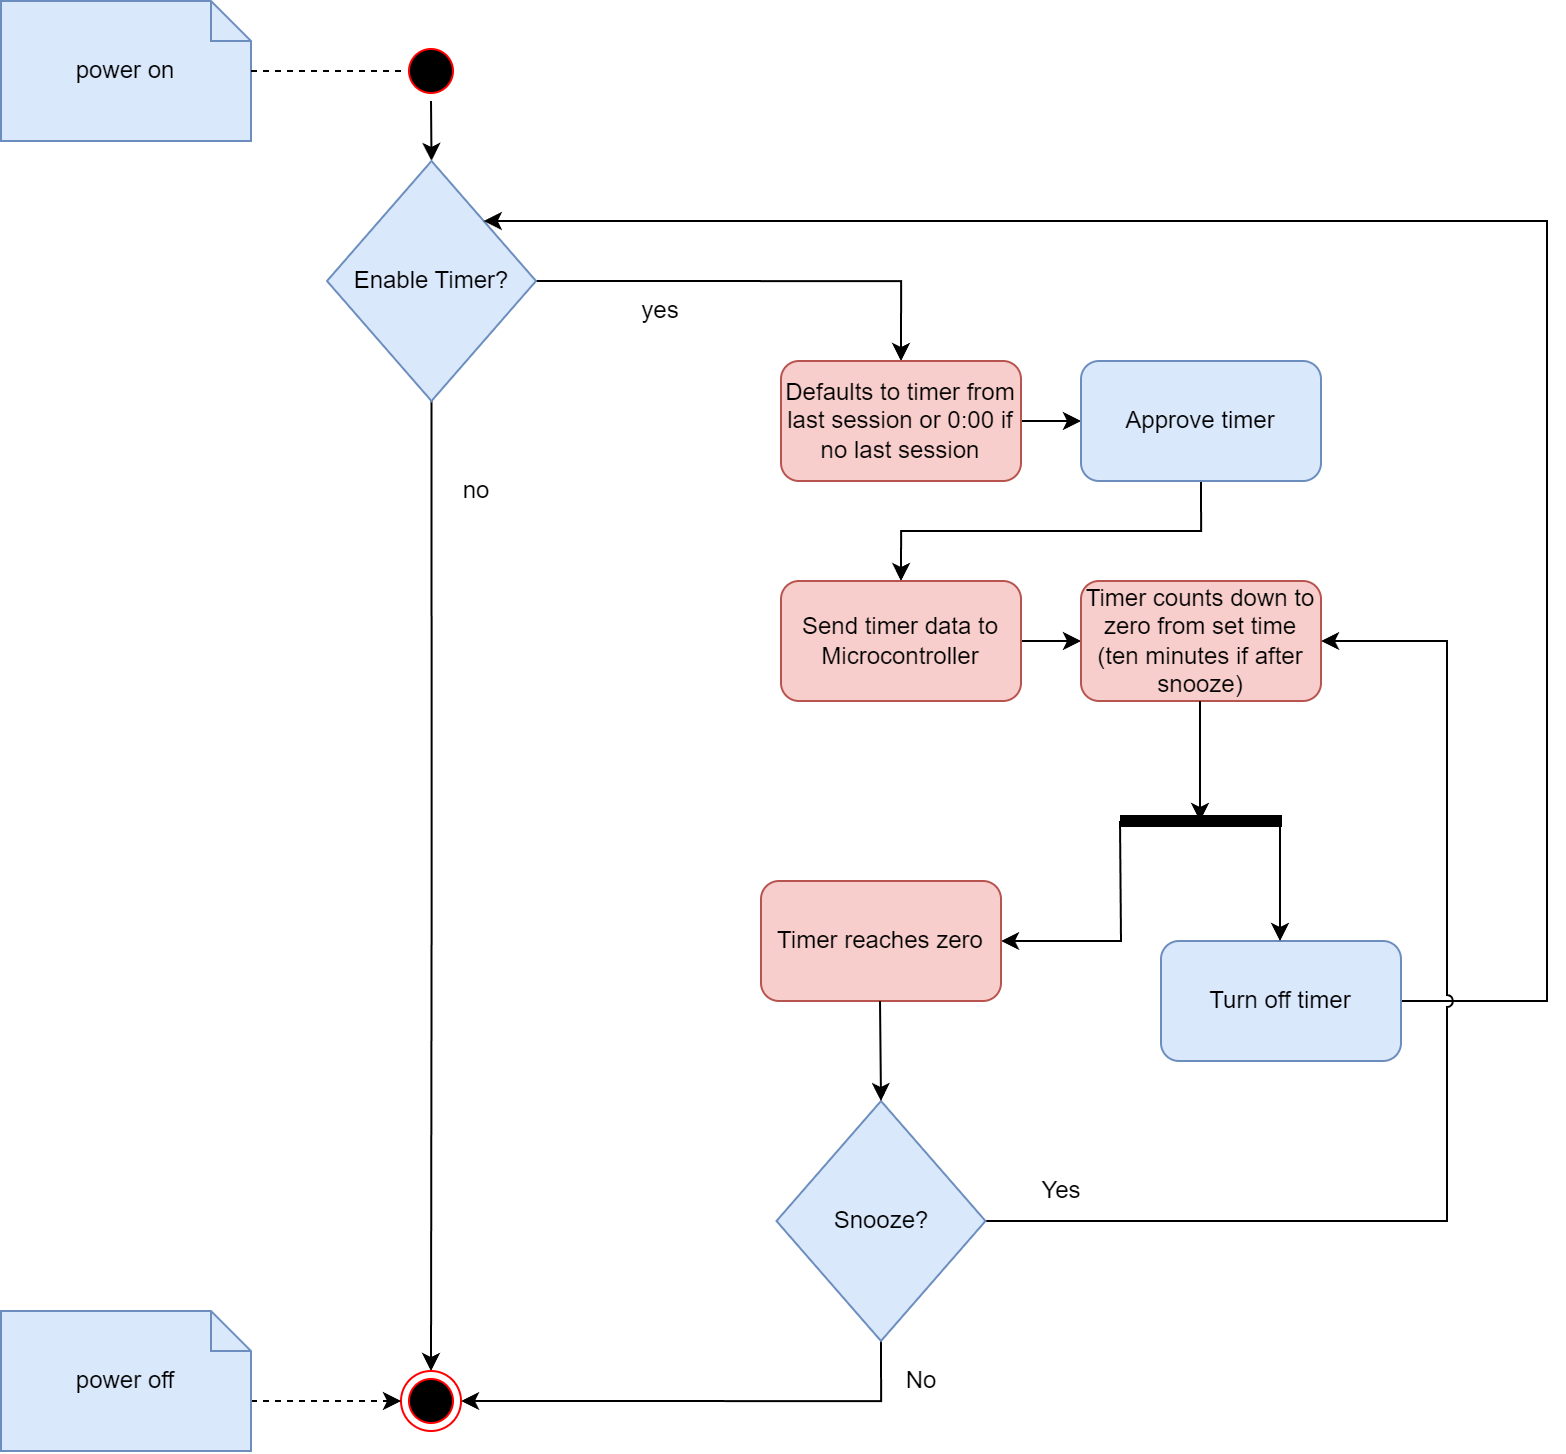 power on
Enable Timer?
yes
Defaults to timer from
last session or 0:00 if
no last session
Approve timer
no
Send timer data to
Microcontroller
Timer counts down to
zero from set time
(ten minutes if after
snooze)
Timer reaches zero
Turn off timer
Yes
Snooze?
power off
No